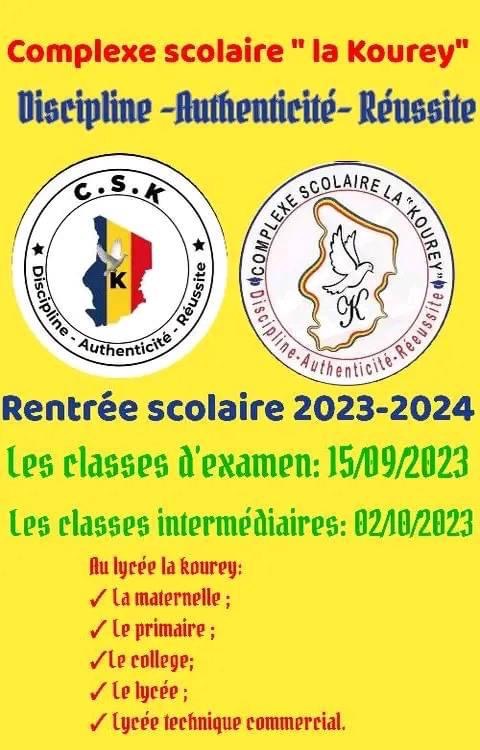 Complexe scolaire " la Kourey"
Discipline -Authenticité- Réussite
C.S.K
K
★ Discipline - Authenticité - Réussite ★
COMPLEXE SCOLAIRE LA "KOUREY"
K
Discipline-Authenticité-Rèeussite
Rentrée scolaire 2023-2024
Les classes d'examen: 15/09/2023
Les classes intermédiaires: 02/10/2023
Au lycée la kourey:
✓ La maternelle ;
✓ Le primaire ;
✓Le college;
✓ Le lycée ;
✓ Lycée technique commercial.